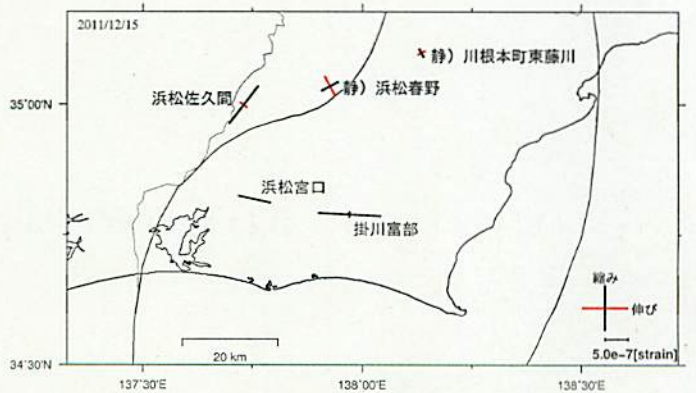 2011/12/15
静）川根本町東藤川
35°00'N
浜松佐久間
静）浜松春野
浜松宮口
掛川富部
縮み
伸び
5.0e-7[strain]
20 km
34°30'N
137°30'E
138°00'E
138°30'E